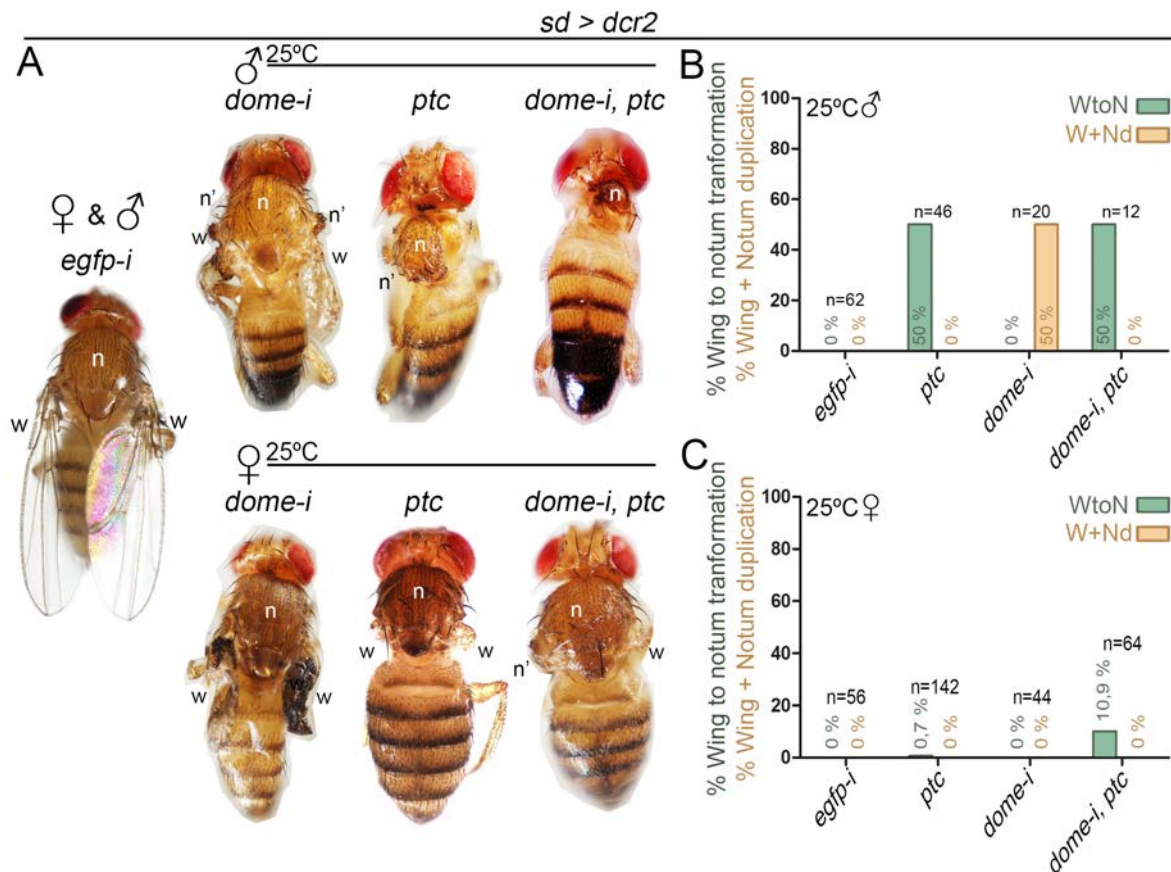 sd > dcr2
A
♂ 25ºC
dome-i
ptc
dome-i, ptc
♀ & ♂
egfp-i
n
w
w
n'
n
n'
w
w
n
n'
n
♀ 25ºC
dome-i
ptc
dome-i, ptc
n
w
w
n
w
w
n
n'
w
B
25ºC♂
% Wing to notum tranformation
% Wing + Notum duplication
100
80
60
40
20
0
WtoN
W+Nd
n=62
n=46
n=20
n=12
0 %
0 %
50 %
0 %
0 %
50 %
50 %
0 %
egfp-i
ptc
dome-i
dome-i, ptc
C
25ºC♀
% Wing to notum tranformation
% Wing + Notum duplication
100
80
60
40
20
0
WtoN
W+Nd
n=56
n=142
n=44
n=64
0 %
0 %
0,7 %
0 %
0 %
0 %
10,9 %
0 %
egfp-i
ptc
dome-i
dome-i, ptc